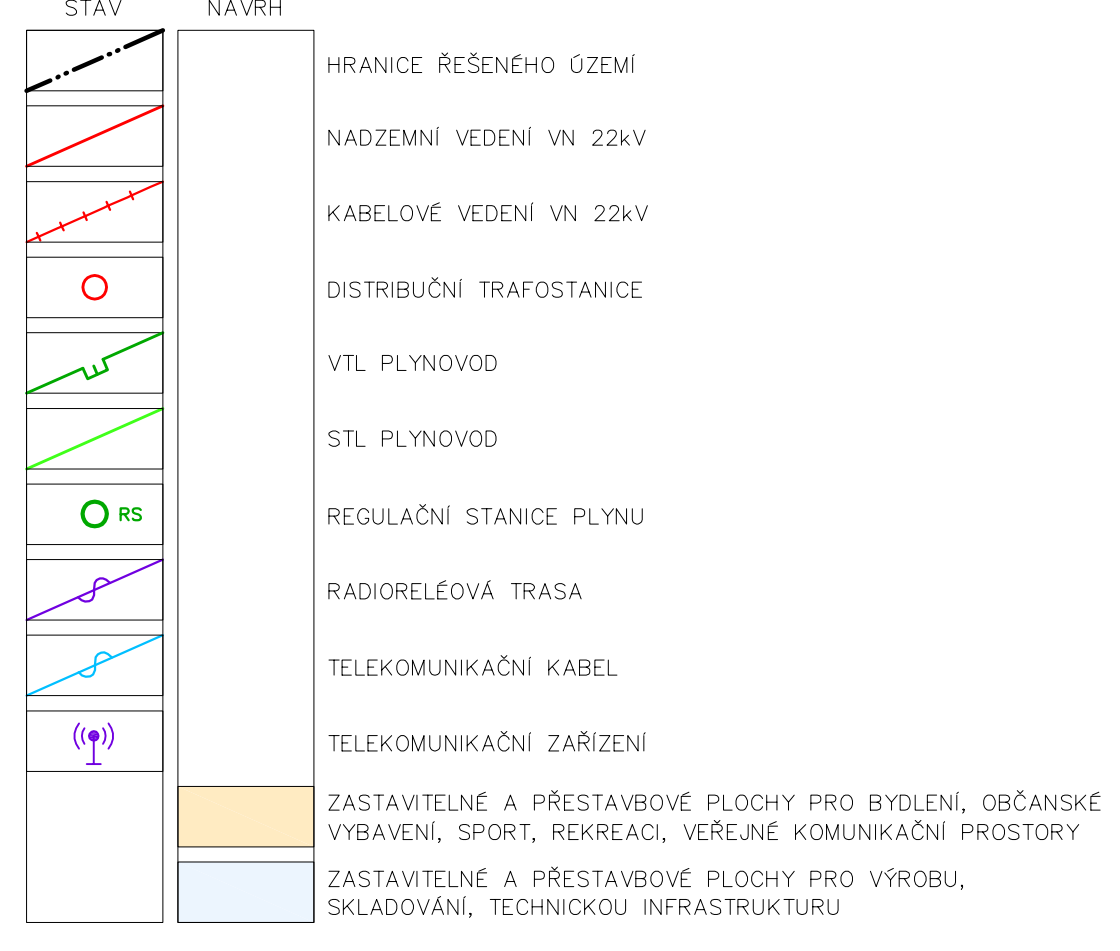 STAV NÁVRH
HRANICE ŘEŠENÉHO ÚZEMÍ
NADZEMNÍ VEDENÍ VN 22kV
KABELOVÉ VEDENÍ VN 22kV
DISTRIBUČNÍ TRAFOSTANICE
VTL PLYNOVOD
STL PLYNOVOD
RS REGULAČNÍ STANICE PLYNU
RADIORELÉOVÁ TRASA
TELEKOMUNIKAČNÍ KABEL
TELEKOMUNIKAČNÍ ZAŘÍZENÍ
ZASTAVITELNÉ A PŘESTAVBOVÉ PLOCHY PRO BYDLENÍ, OBČANSKÉ
VYBAVENÍ, SPORT, REKREACI, VEŘEJNÉ KOMUNIKAČNÍ PROSTORY
ZASTAVITELNÉ A PŘESTAVBOVÉ PLOCHY PRO VÝROBU,
SKLADOVÁNÍ, TECHNICKOU INFRASTRUKTURU